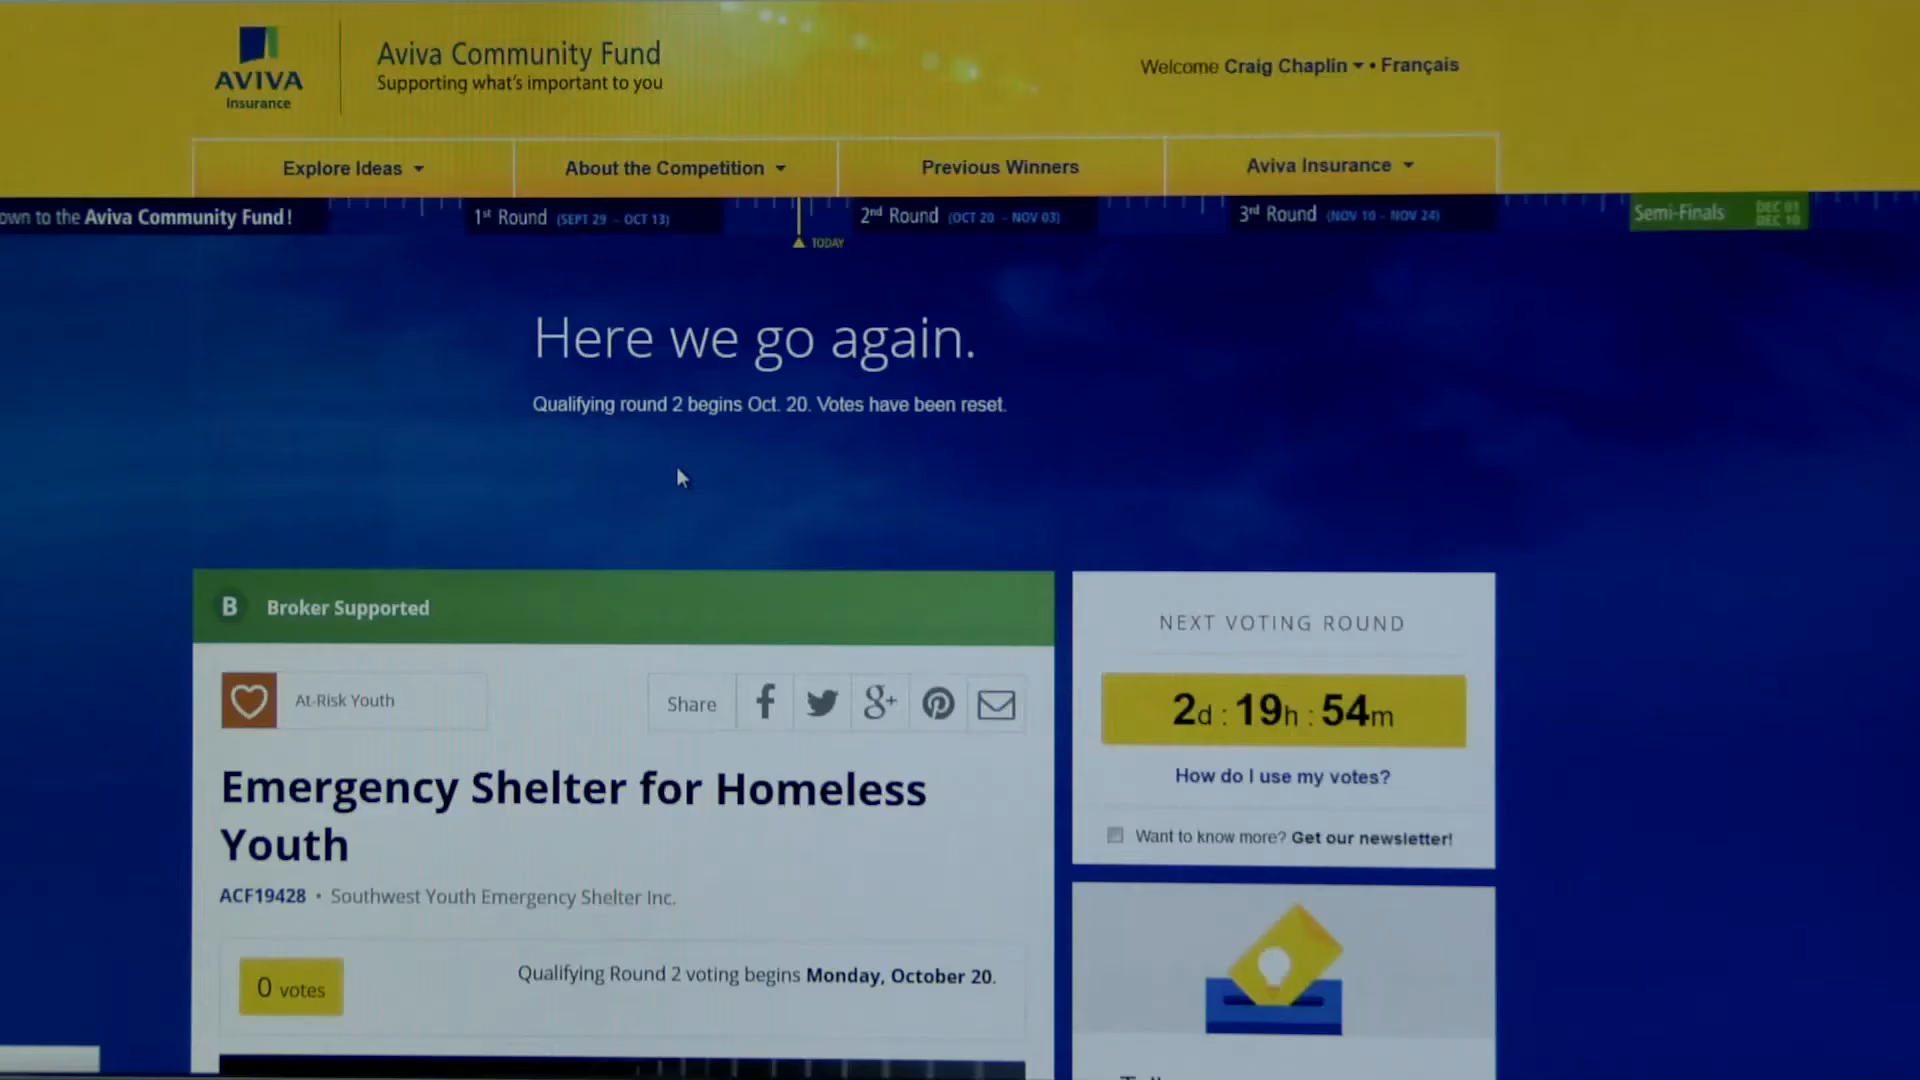 AVIVA
Insurance
Aviva Community Fund
Supporting what's important to you
Welcome Craig Chaplin • Français
Explore Ideas
About the Competition
Previous Winners
Aviva Insurance
own to the Aviva Community Fund!
1st Round (SEPT 29 - OCT 13)
TODAY
2nd Round (OCT 20 - NOV 03)
3rd Round (NOV 10 - NOV 24)
Semi-Finals DEC 01
DEC 10
Here we go again.
Qualifying round 2 begins Oct. 20. Votes have been reset.
B Broker Supported
At-Risk Youth
Share
Emergency Shelter for Homeless
Youth
ACF19428 • Southwest Youth Emergency Shelter Inc.
0 votes
Qualifying Round 2 voting begins Monday, October 20.
NEXT VOTING ROUND
2d : 19h : 54m
How do I use my votes?
Want to know more? Get our newsletter!